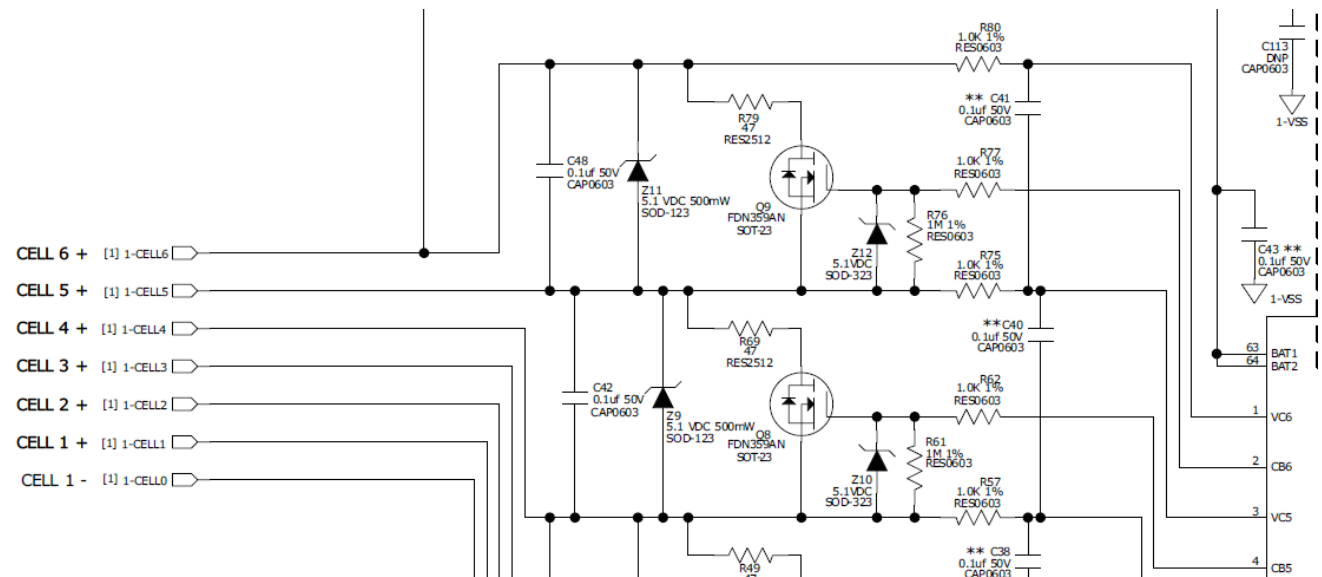 R80
1.0K 1%
RES0603
C113
DNP
CAP0603
1-VSS
** C41
0.1uf 50V
CAP0603
R79
47
RES2512
C48
0.1uf 50V
CAP0603
Z11
5.1 VDC 500mW
SOD-123
Q9
FDN359AN
SOT-23
R77
1.0K 1%
RES0603
R76
1M 1%
RES0603
Z12
5.1VDC
SOD-323
R75
1.0K 1%
RES0603
C43 **
0.1uf 50V
CAP0603
1-VSS
CELL 6 + [1] 1-CELL6
CELL 5 + [1] 1-CELL5
CELL 4 + [1] 1-CELL4
CELL 3 + [1] 1-CELL3
CELL 2 + [1] 1-CELL2
CELL 1 + [1] 1-CELL1
CELL 1 - [1] 1-CELL0
R69
47
RES2512
**C40
0.1uf 50V
CAP0603
C42
0.1uf 50V
CAP0603
Z9
5.1 VDC 500mW
SOD-123
Q8
FDN359AN
SOT-23
R62
1.0K 1%
RES0603
R61
1M 1%
RES0603
Z10
5.1VDC
SOD-323
R57
1.0K 1%
RES0603
63 BAT1
64 BAT2
1 VC6
2 CB6
3 VC5
4 CB5
R49
47
** C38
0.1uf 50V
CAP0603